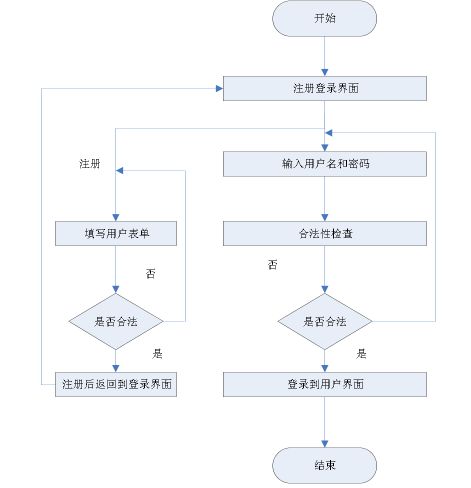 开始
注册登录界面
注册
输入用户名和密码
填写用户表单
合法性检查
否
否
是否合法
是否合法
是
是
注册后返回到登录界面
登录到用户界面
结束